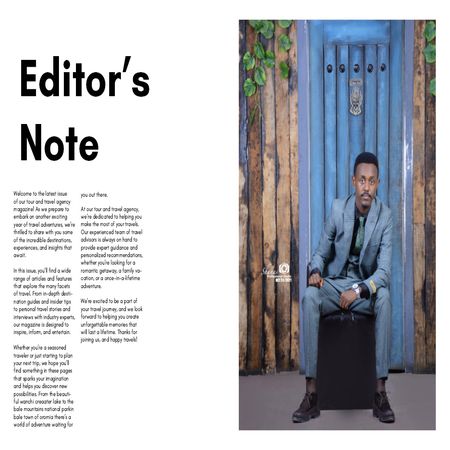 Editor's
Note
Welcome to the latest issue
of our tour and travel agency
magazine! As we prepare to
embark on another exciting
year of travel adventures, we're
thrilled to share with you some
of the incredible destinations,
experiences, and insights that
await.
In this issue, you'll find a wide
range of articles and features
that explore the many facets
of travel. From in-depth desti-
nation guides and insider tips
to personal travel stories and
interviews with industry experts,
our magazine is designed to
inspire, inform, and entertain.
Whether you're a seasoned
traveler or just starting to plan
your next trip, we hope you'll
find something in these pages
that sparks your imagination
and helps you discover new
possibilities. From the beauti-
ful wanchi creaater lake to the
bale mountains national parkin
bale town of oromia there's a
world of adventure waiting for
you out there.
At our tour and travel agency,
we're dedicated to helping you
make the most of your travels.
Our experienced team of travel
advisors is always on hand to
provide expert guidance and
personalized recommendations,
whether you're looking for a
romantic getaway, a family va-
cation, or a once-in-a-lifetime
adventure.
We're excited to be a part of
your travel journey, and we look
forward to helping you create
unforgettable memories that
will last a lifetime. Thanks for
joining us, and happy travels!